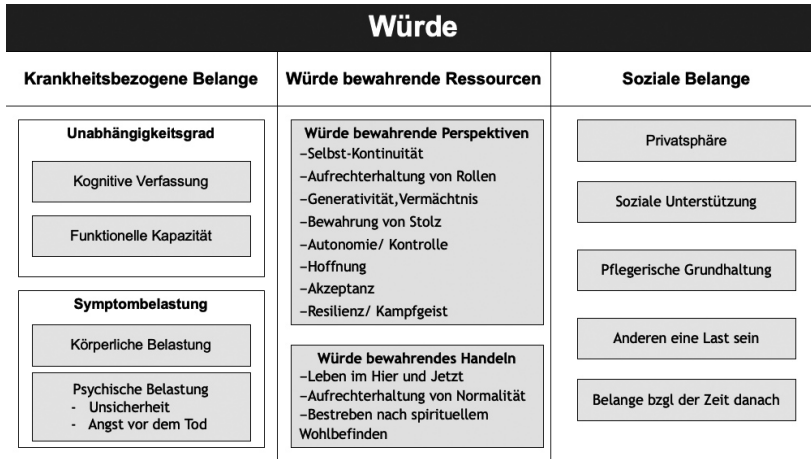 Würde
Krankheitsbezogene Belange
Unabhängigkeitsgrad
Kognitive Verfassung
Funktionelle Kapazität
Symptombelastung
Körperliche Belastung
Psychische Belastung
- Unsicherheit
- Angst vor dem Tod
Würde bewahrende Ressourcen
Würde bewahrende Perspektiven
–Selbst-Kontinuität
–Aufrechterhaltung von Rollen
–Generativität,Vermächtnis
–Bewahrung von Stolz
–Autonomie/ Kontrolle
–Hoffnung
–Akzeptanz
–Resilienz/ Kampfgeist
Würde bewahrendes Handeln
–Leben im Hier und Jetzt
–Aufrechterhaltung von Normalität
–Bestreben nach spirituellem
Wohlbefinden
Soziale Belange
Privatsphäre
Soziale Unterstützung
Pflegerische Grundhaltung
Anderen eine Last sein
Belange bzgl der Zeit danach